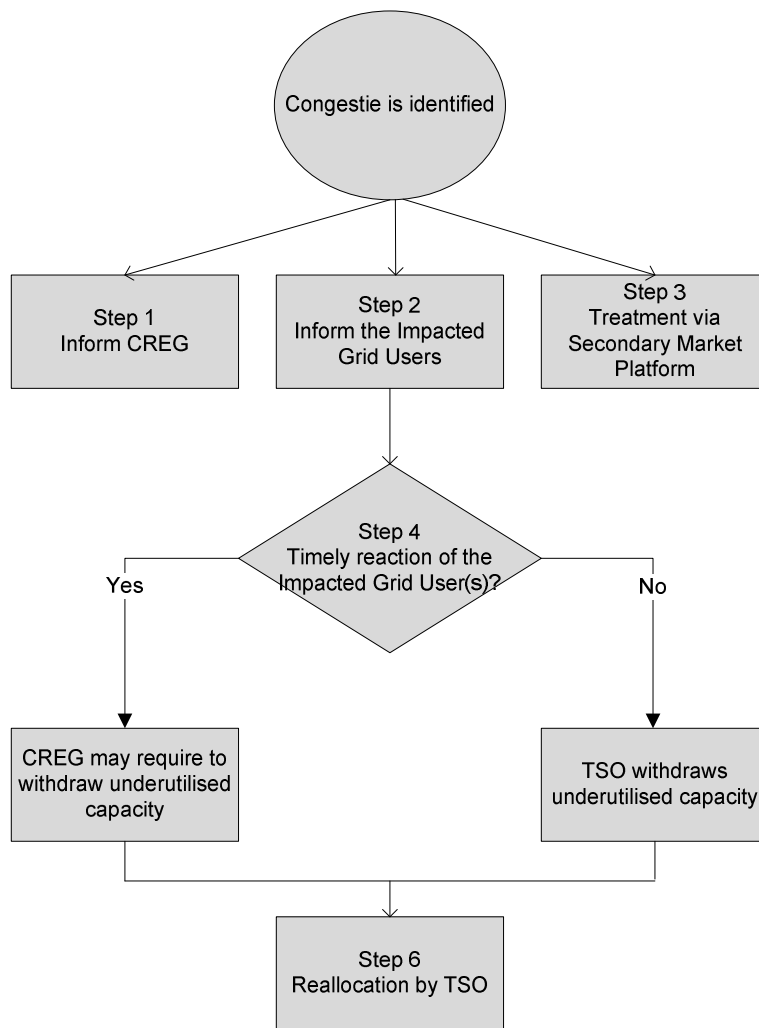 Congestie is identified
Step 1
Inform CREG
Step 2
Inform the Impacted
Grid Users
Step 3
Treatment via
Secondary Market
Platform
Step 4
Timely reaction of the
Impacted Grid User(s)?
Yes
No
CREG may require to
withdraw underutilised
capacity
TSO withdraws
underutilised capacity
Step 6
Reallocation by TSO